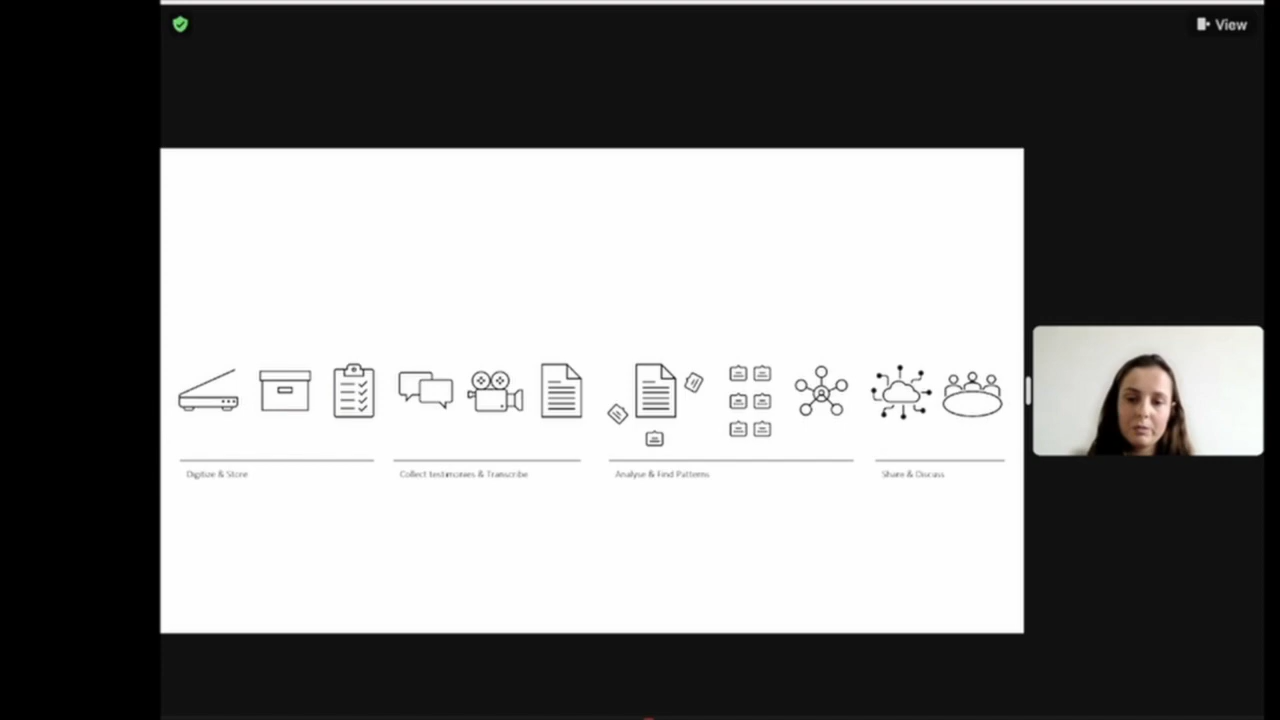 View
Digitize & Store
Collect testimonies & Transcribe
Analyse & Find Patterns
Share & Discuss